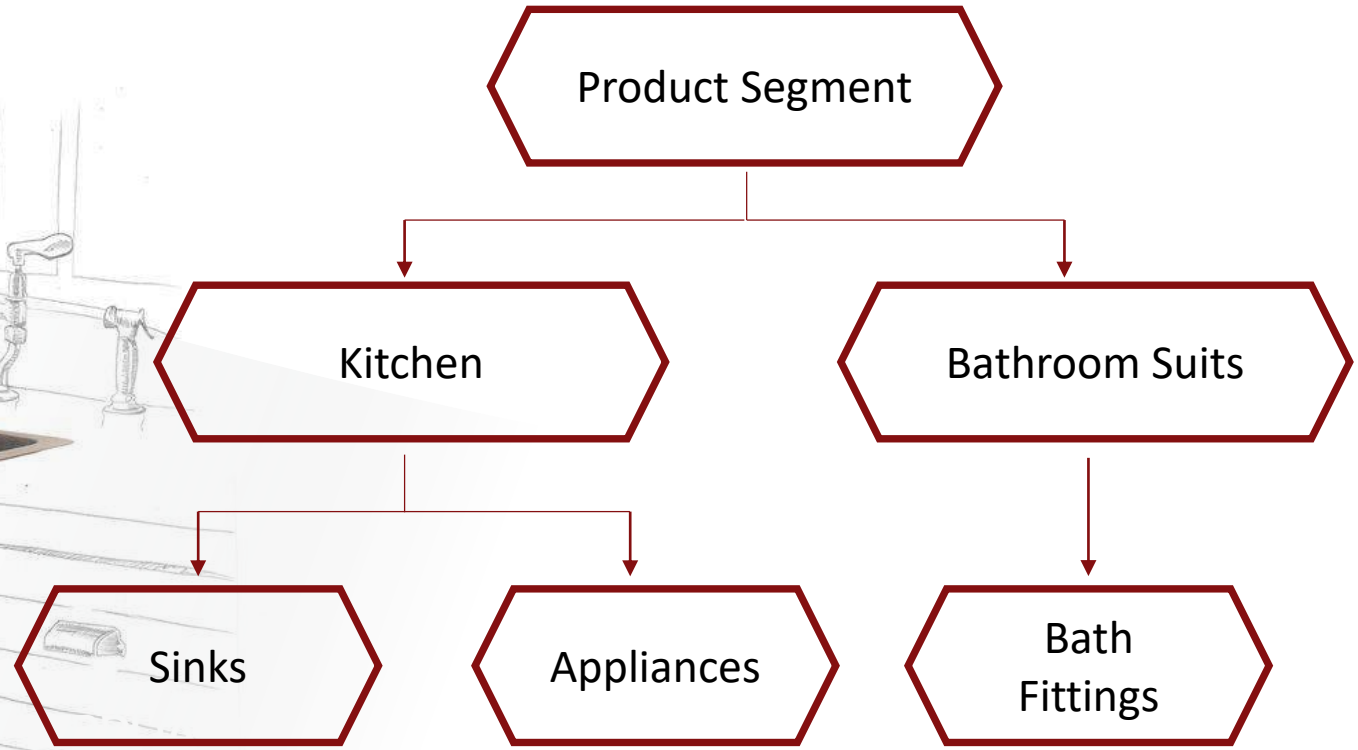 Product Segment
Kitchen
Bathroom Suits
Sinks
Appliances
Bath
Fittings